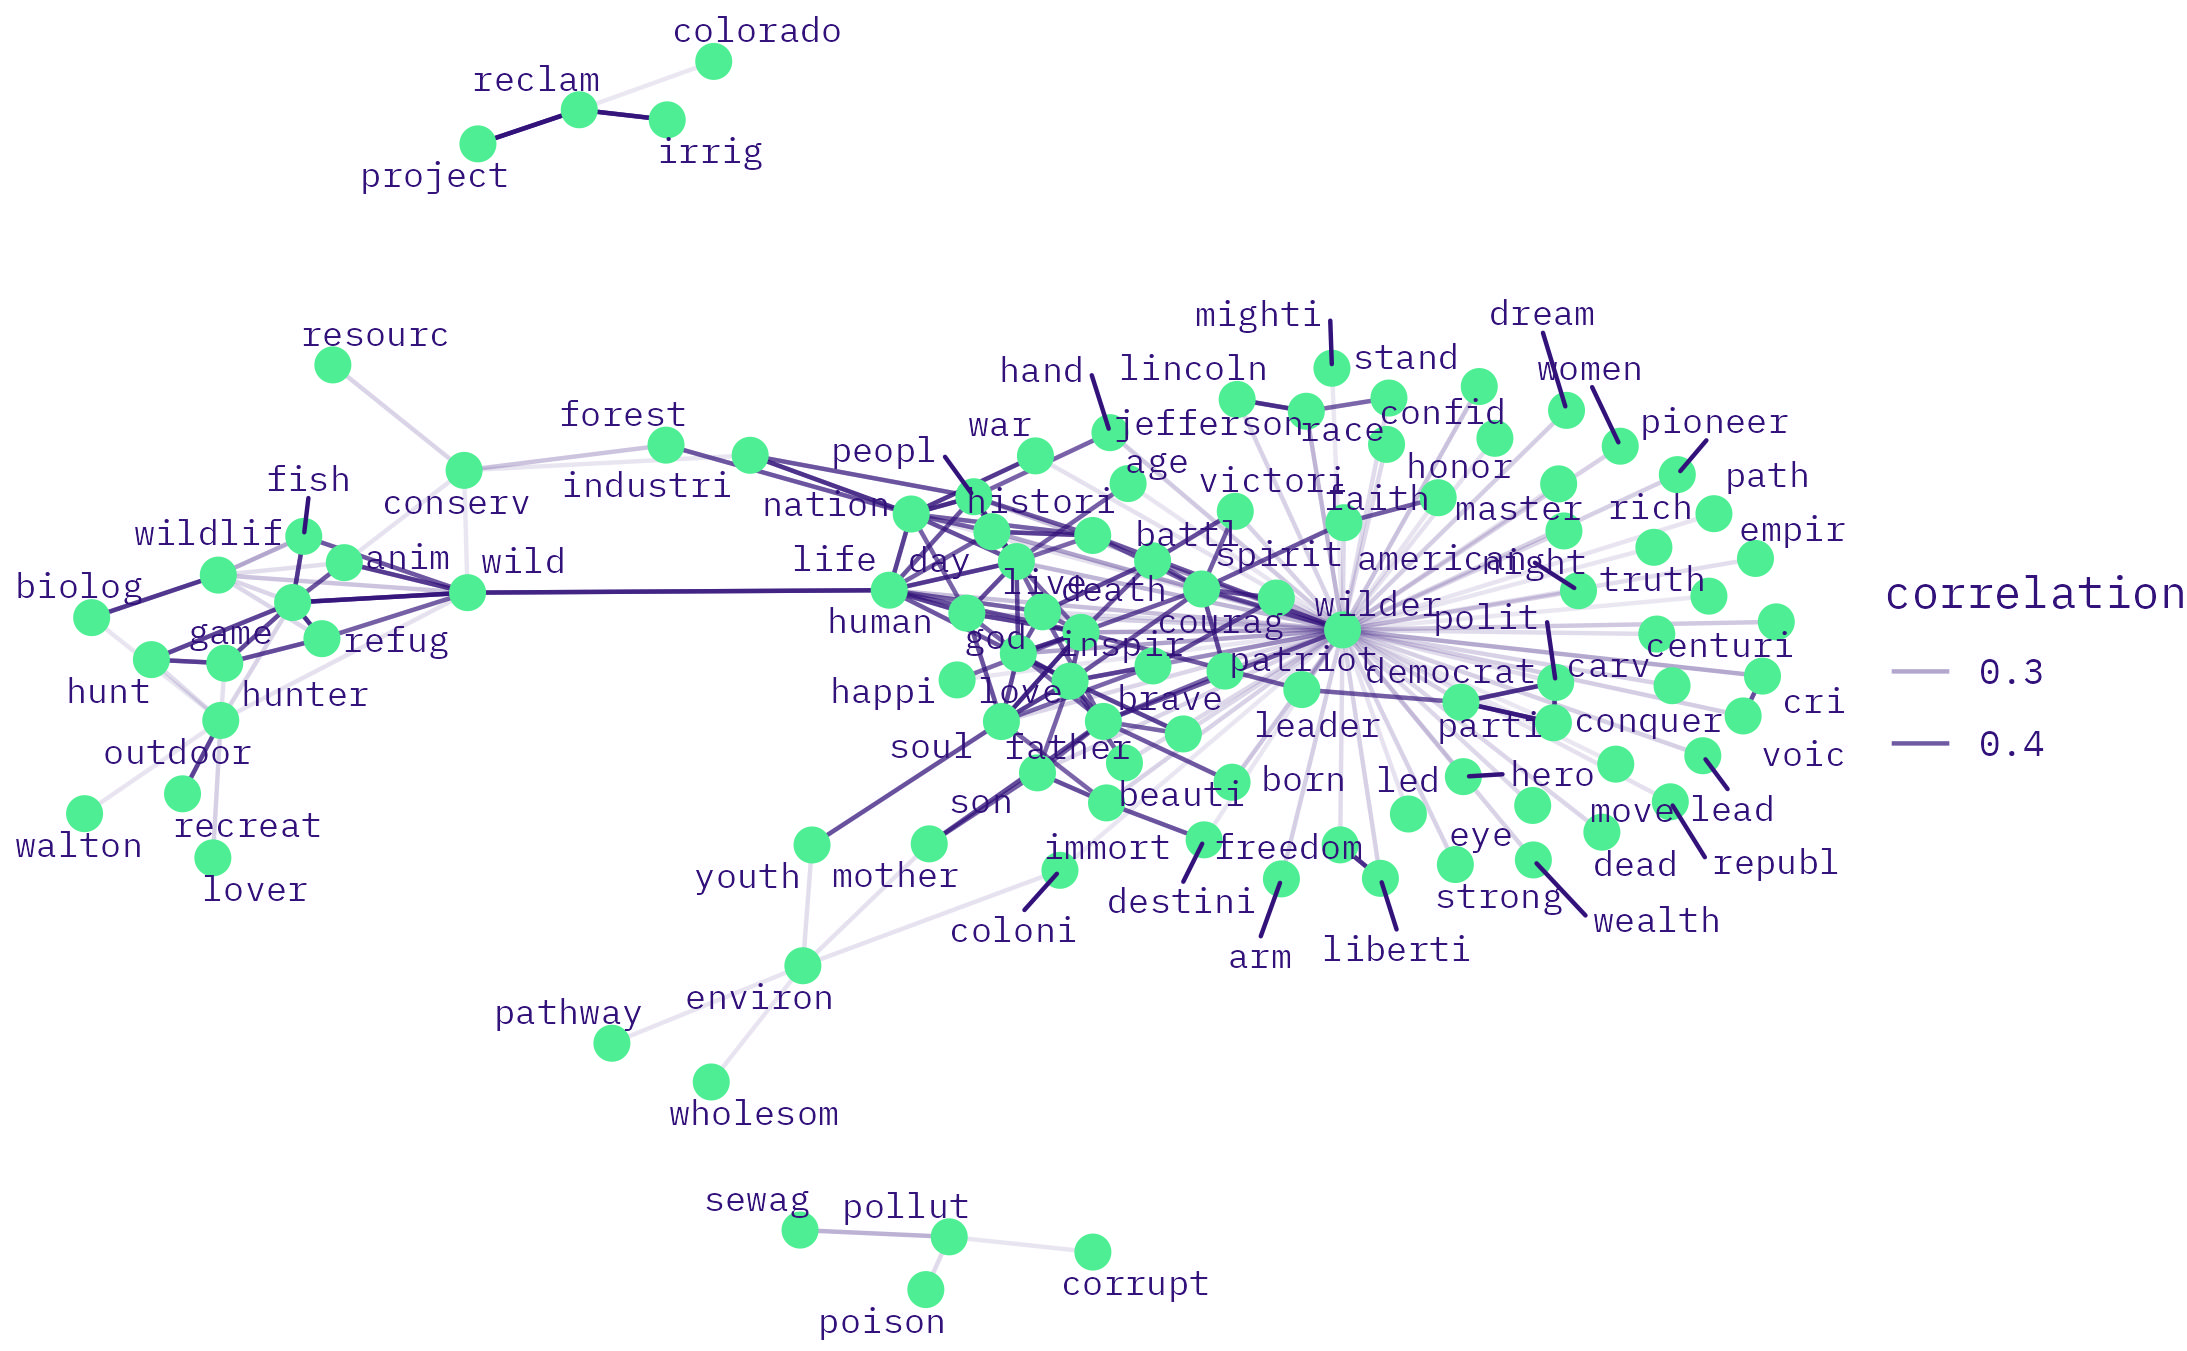 colorado
reclam
irrig
project
mighti
dream
resourc
lincoln
stand
women
hand
forest
war
jefferson
race
confid
pioneer
peopl
age
honor
path
fish
industri
victori
conserv
nation
histori
faith
master
rich
empir
wildlif
anim
wild
life
day
battl
spirit
american
night
truth
biolog
live
death
correlation
wilder
polit
game
refug
human
god
courag
inspir
centuri
patriot
democrat
carv
0.3
hunt
hunter
happi
love
brave
cri
outdoor
soul
father
leader
parti
conquer
0.4
voic
born
led
hero
son
beauti
move
lead
walton
recreat
eye
immort
freedom
dead
republ
lover
youth
mother
destini
strong
wealth
coloni
arm
liberti
environ
pathway
wholesom
sewag
pollut
corrupt
poison